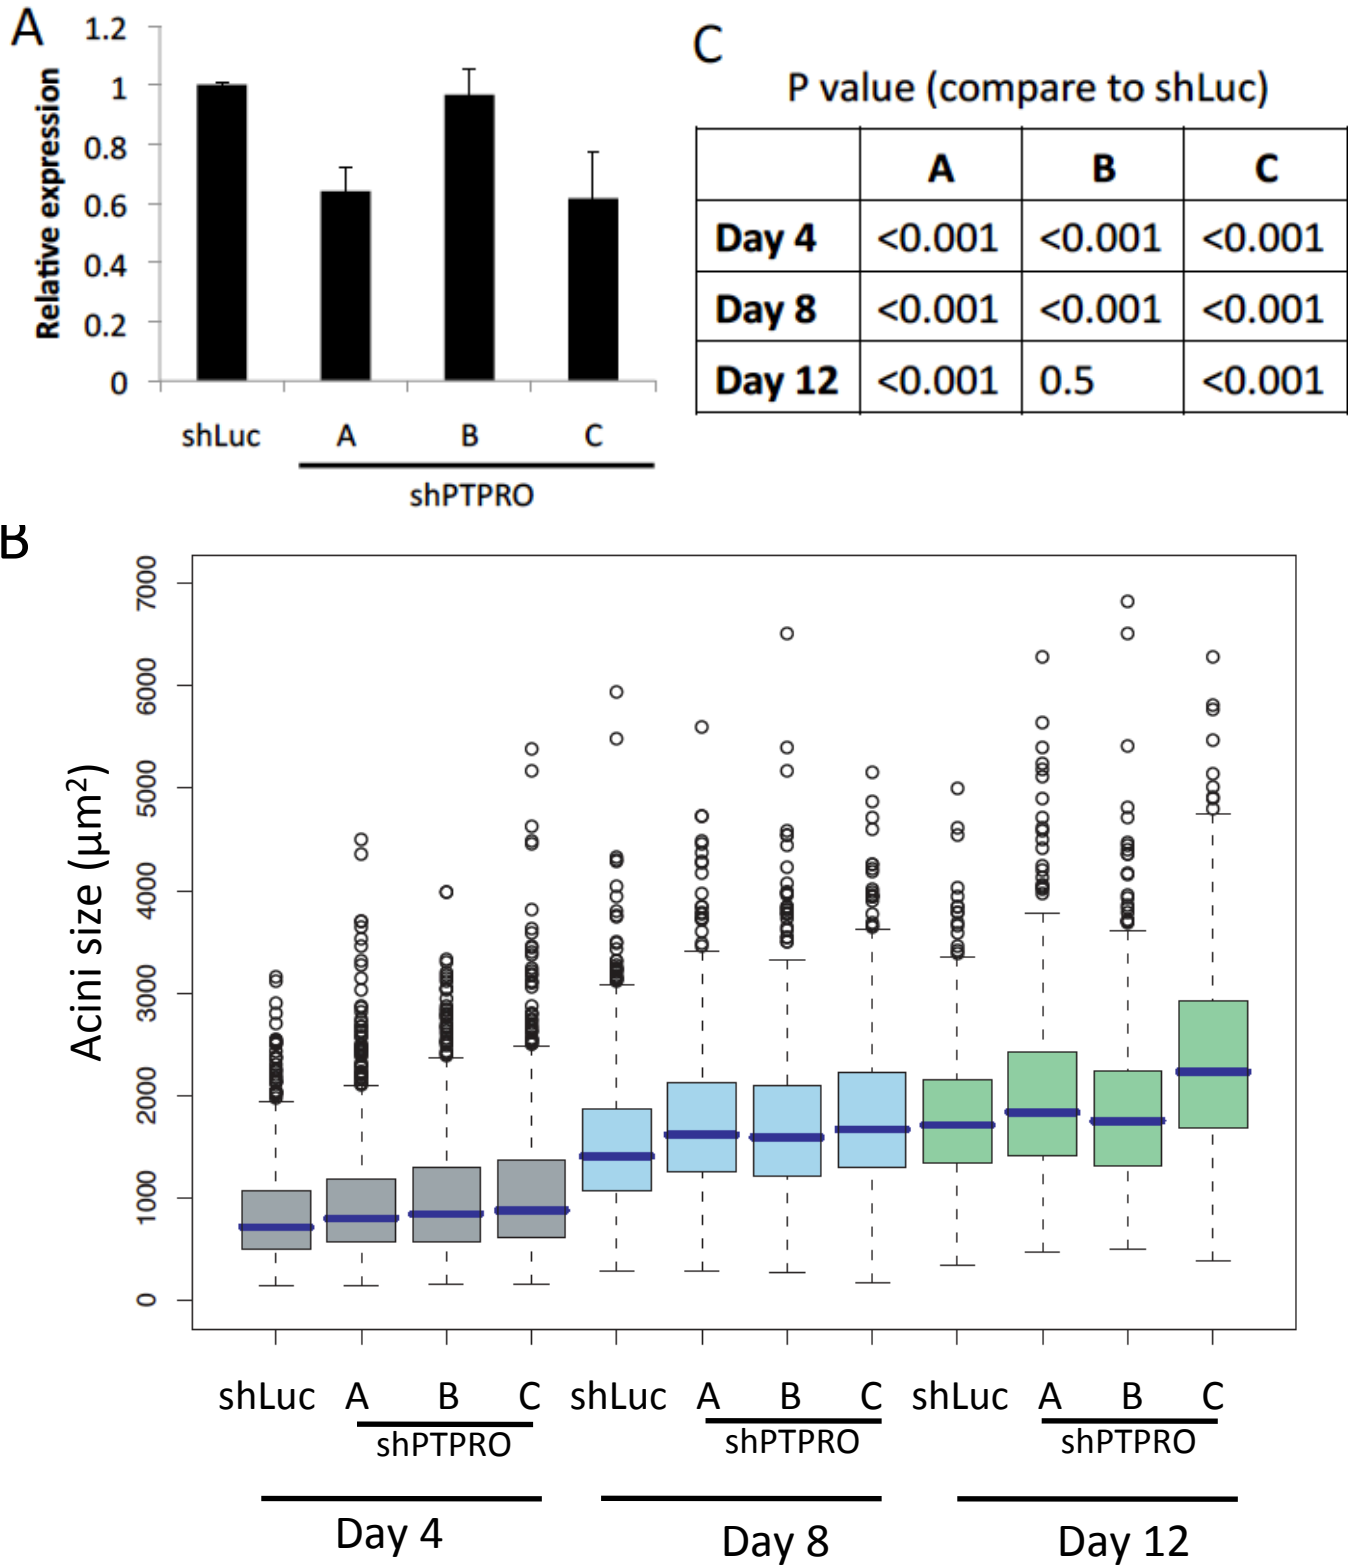 A
1.2
1
0.8
0.6
0.4
0.2
0
Relative expression
shLuc A B C
shPTPRO
C
P value (compare to shLuc)
A B C
Day 4 <0.001 <0.001 <0.001
Day 8 <0.001 <0.001 <0.001
Day 12 <0.001 0.5 <0.001
B
7000
6000
5000
4000
3000
2000
1000
0
Acini size (µm²)
shLuc A B C shLuc A B C shLuc A B C
shPTPRO shPTPRO shPTPRO
Day 4 Day 8 Day 12